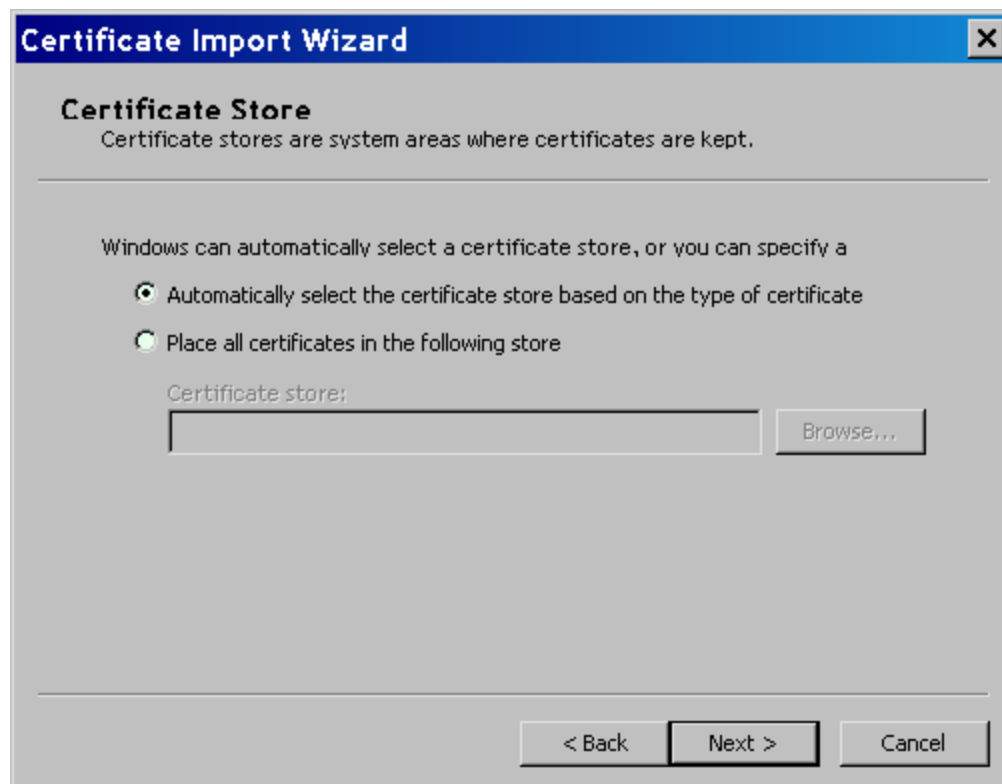 Certificate Import Wizard
Certificate Store
Certificate stores are system areas where certificates are kept.
Windows can automatically select a certificate store, or you can specify a
Automatically select the certificate store based on the type of certificate
Place all certificates in the following store
Certificate store:
Browse...
< Back Next > Cancel